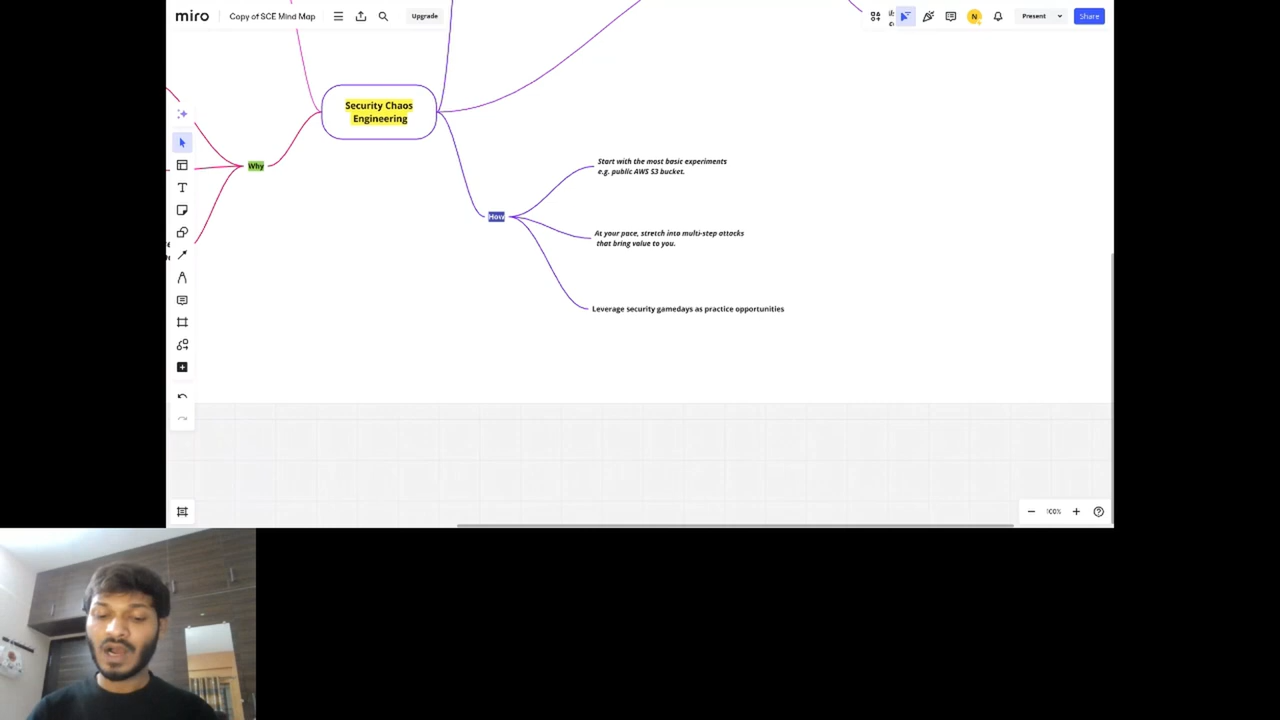 miro
Copy of SCE Mind Map
Upgrade
N
Present
Share
Security Chaos
Engineering
Why
Start with the most basic experiments
e.g. public AWS S3 bucket.
How
At your pace, stretch into multi-step attacks
that bring value to you.
Leverage security gamedays as practice opportunities
100%